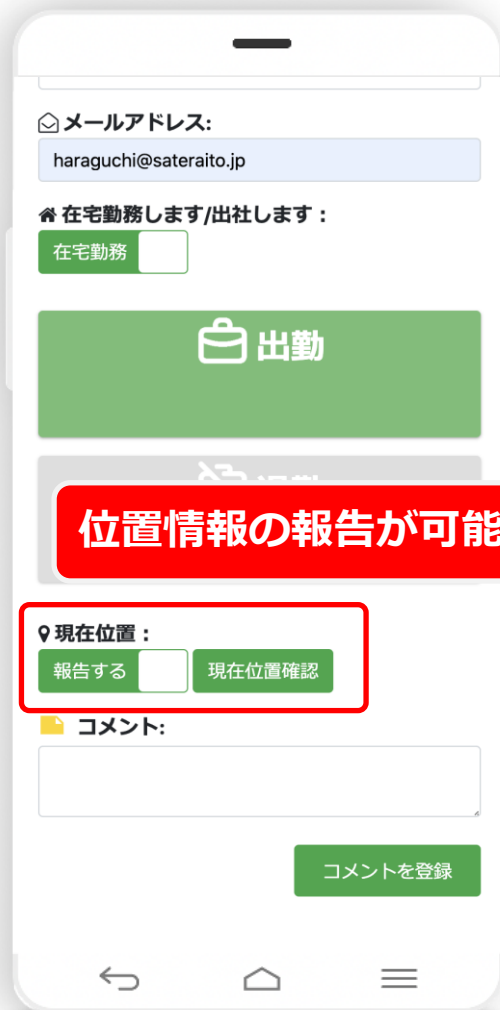 メールアドレス:
haraguchi@sateraito.jp
在宅勤務します/出社します：
在宅勤務
出勤
位置情報の報告が可能
現在位置：
報告する
現在位置確認
コメント:
コメントを登録